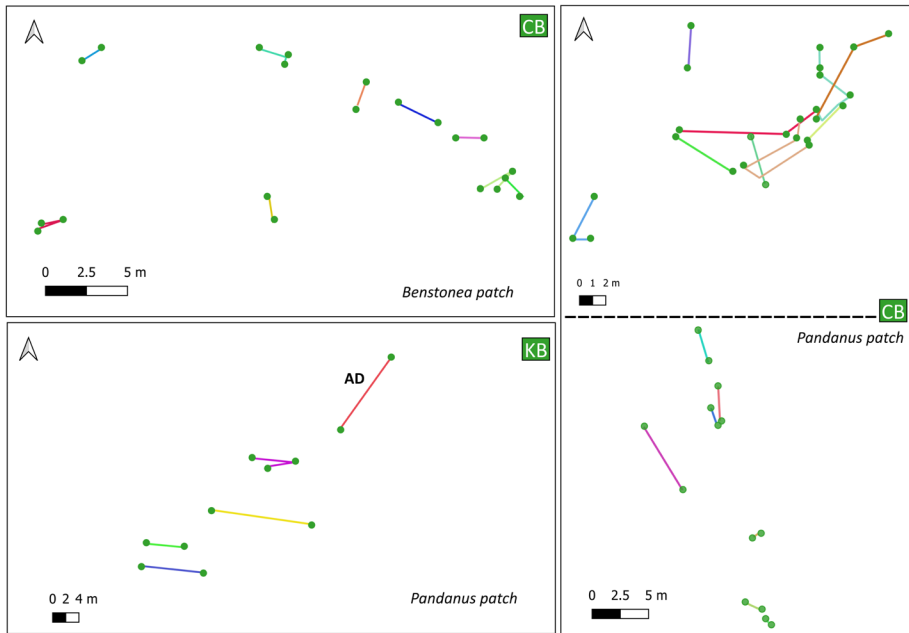 CB
0 2.5 5 m
Benstonea patch
0 1 2 m
CB
Pandanus patch
0 2.5 5 m
KB
AD
0 2 4 m
Pandanus patch